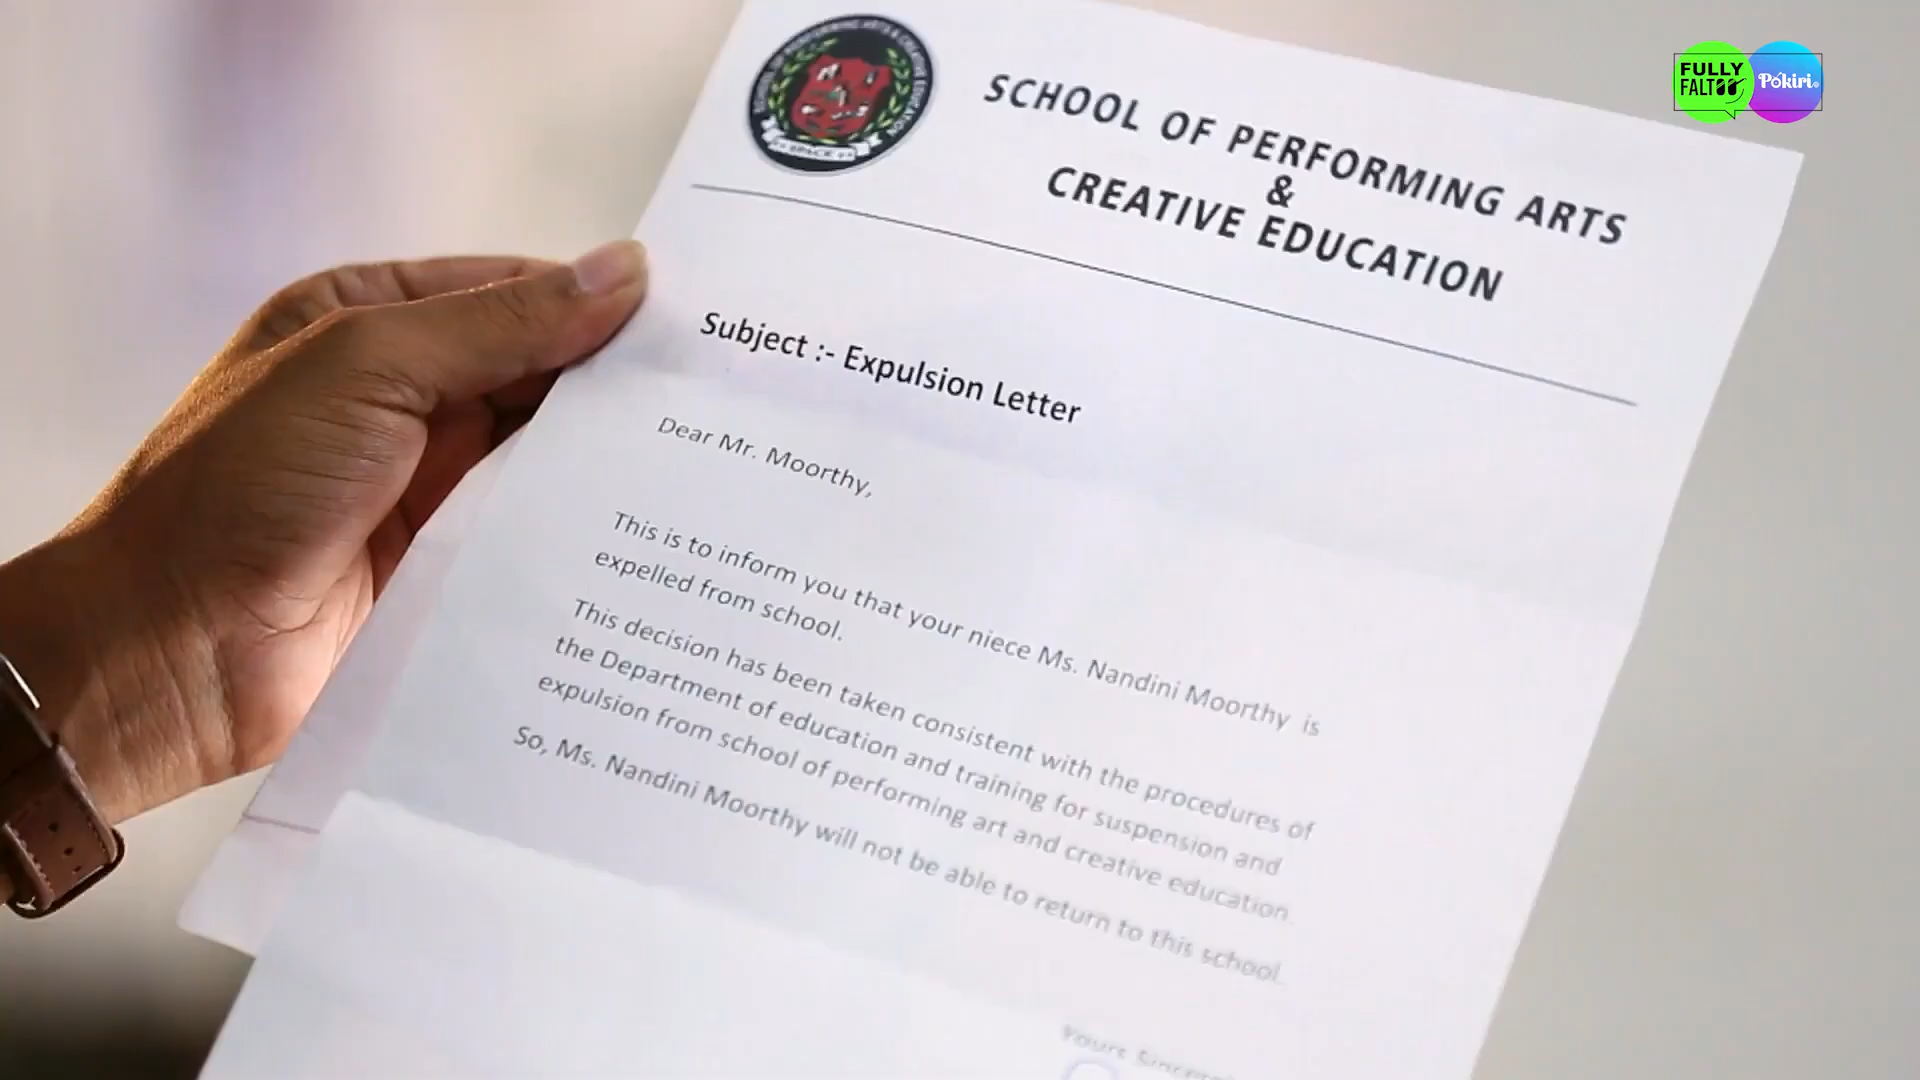 FULLY
FALTOO
Pokiri
SCHOOL OF PERFORMING ARTS
&
CREATIVE EDUCATION
Subject :- Expulsion Letter
Dear Mr. Moorthy,
This is to inform you that your niece Ms. Nandini Moorthy is
expelled from school.
This decision has been taken consistent with the procedures of
the Department of education and training for suspension and
expulsion from school of performing art and creative education.
So, Ms. Nandini Moorthy will not be able to return to this school.
Yours